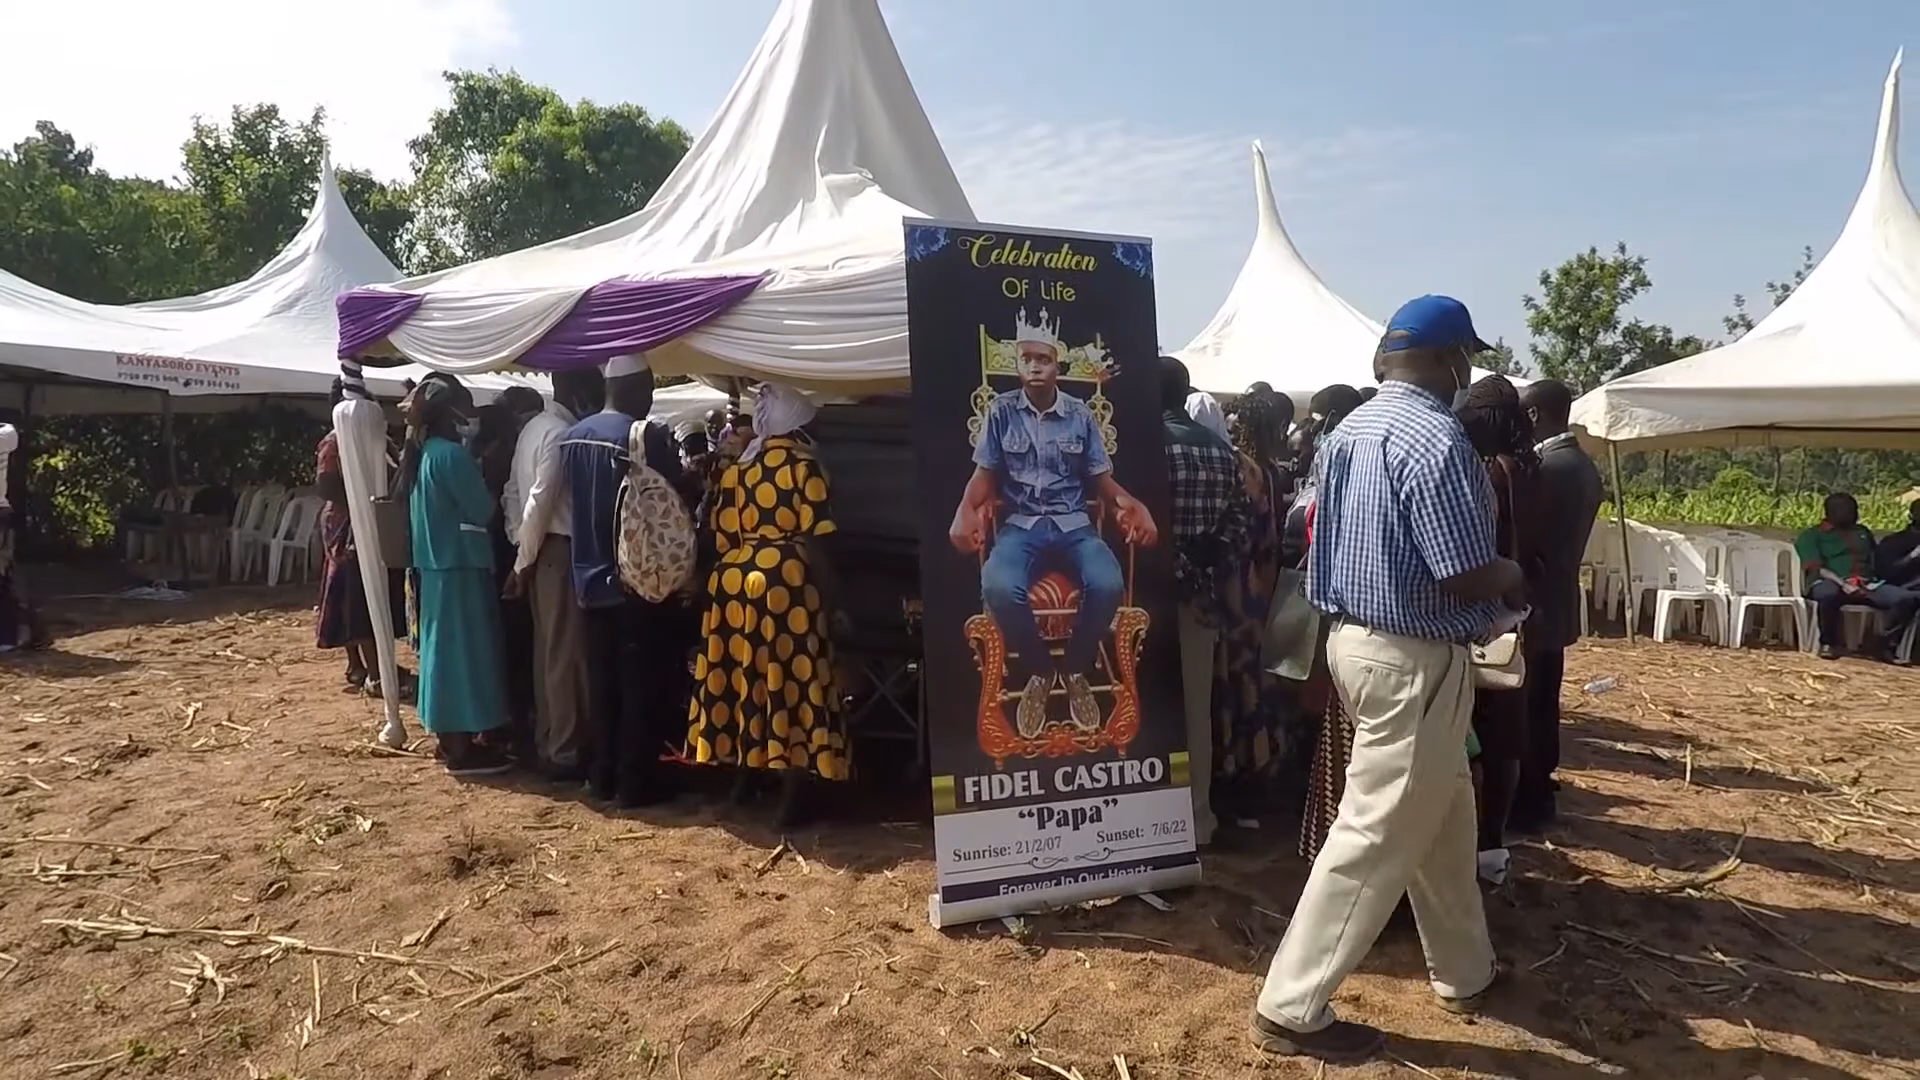 KANYASORO EVENTS
Celebration
Of Life
FIDEL CASTRO
"Papa"
Sunrise: 21/2/07
Sunset: 7/6/22
Forever In Our Hearts